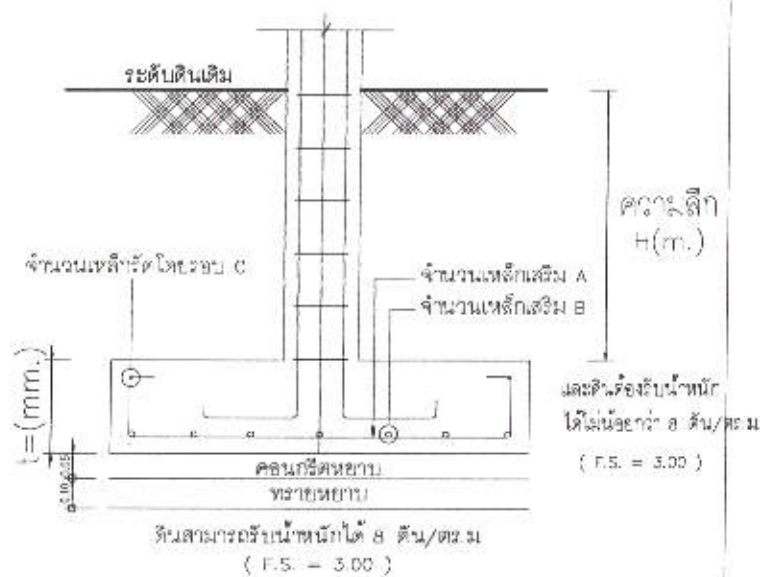 ระดับดินเดิม
ความลึก
H(m.)
จำนวนเหล็กรัดโดยรอบ C
จำนวนเหล็กเสริม A
จำนวนเหล็กเสริม B
t=(mm.)
และดินต้องรับน้ำหนัก
ได้ไม่น้อยกว่า 8 ตัน/ตร.ม
( F.S. = 3.00 )
0.05
คอนกรีตหยาบ
0.10
ทรายหยาบ
ดินสามารถรับน้ำหนักได้ 8 ตัน/ตร.ม
( F.S. = 3.00 )